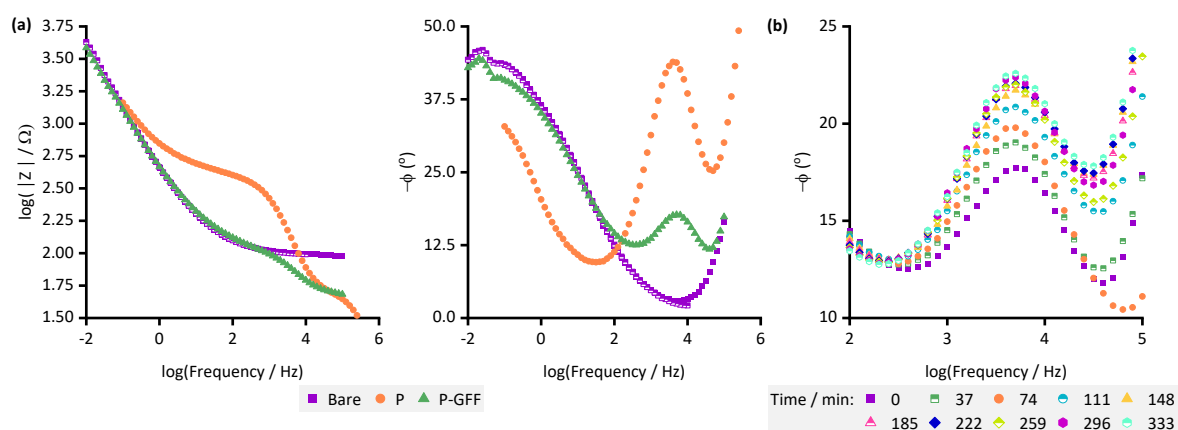 (a)
3.75
3.50
3.25
3.00
2.75
2.50
2.25
2.00
1.75
1.50
log( |Z| / Ω)
-2 0 2 4 6
log(Frequency / Hz)
50.0
37.5
25.0
12.5
0.0
−ϕ (°)
-2 0 2 4 6
log(Frequency / Hz)
Bare P P-GFF
(b)
25
20
15
10
−ϕ (°)
2 3 4 5
log(Frequency / Hz)
Time / min: 0 37 74 111 148
185 222 259 296 333